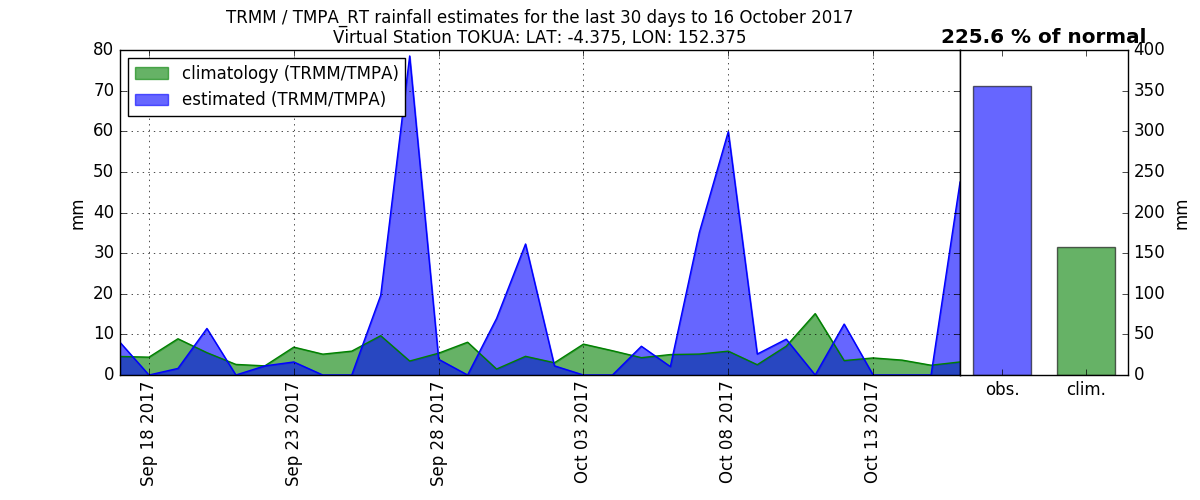 TRMM / TMPA_RT rainfall estimates for the last 30 days to 16 October 2017
Virtual Station TOKUA: LAT: -4.375, LON: 152.375
225.6 % of normal
climatology (TRMM/TMPA)
estimated (TRMM/TMPA)
80
70
60
50
40
30
20
10
0
mm
Sep 18 2017
Sep 23 2017
Sep 28 2017
Oct 03 2017
Oct 08 2017
Oct 13 2017
obs.
clim.
400
350
300
250
200
150
100
50
0
mm